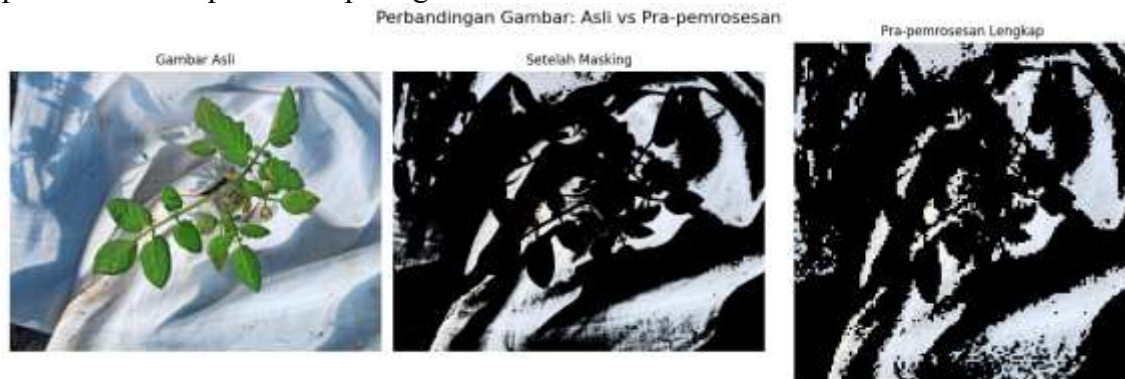 Perbandingan Gambar: Asli vs Pra-pemrosesan
Gambar Asli
Setelah Masking
Pra-pemrosesan Lengkap